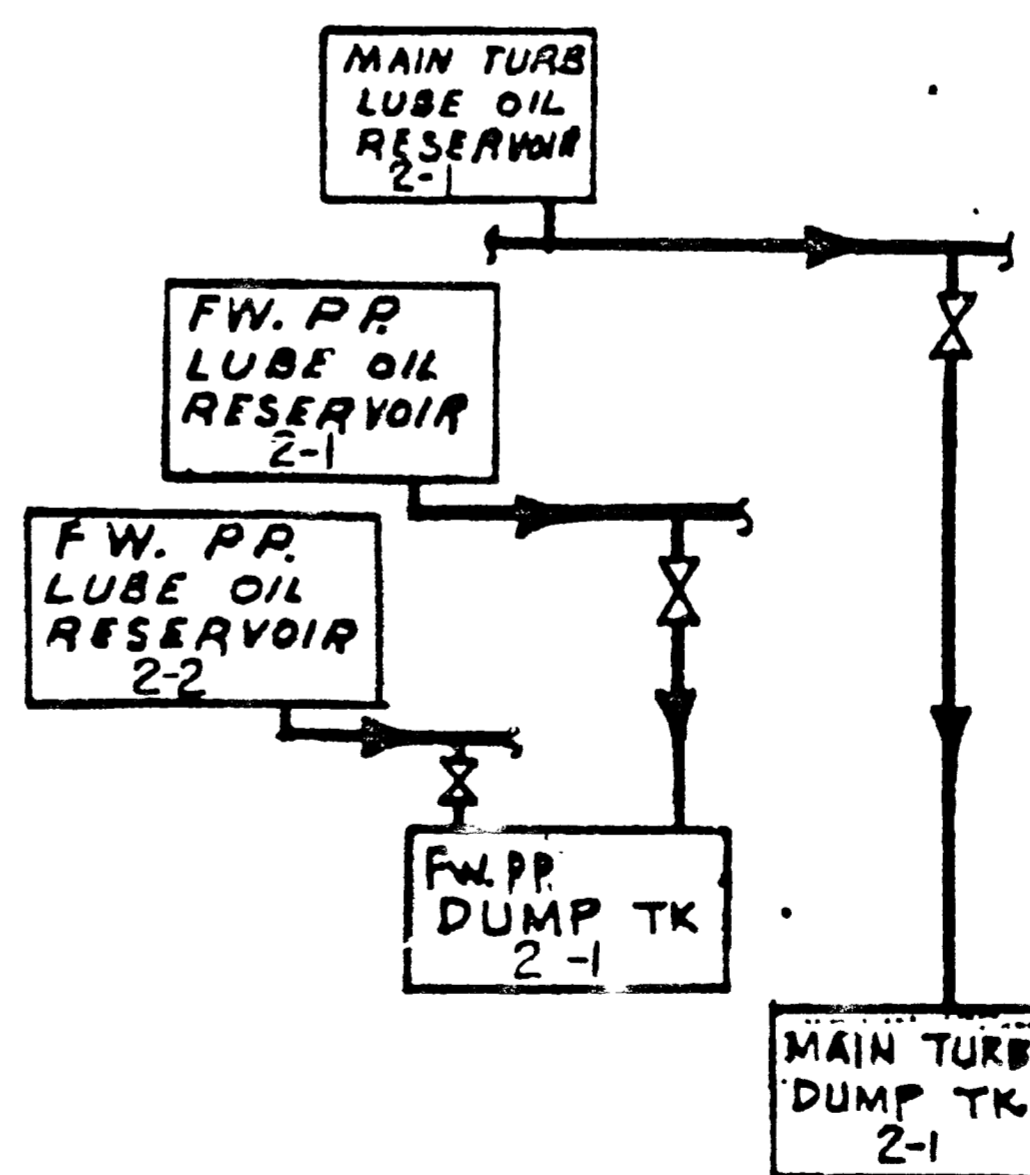 MAIN TURB
LUBE OIL
RESERVOIR
2-1
FW. PP.
LUBE OIL
RESERVOIR
2-1
FW. PP.
LUBE OIL
RESERVOIR
2-2
FW. PP.
DUMP TK
2-1
MAIN TURB
DUMP TK
2-1